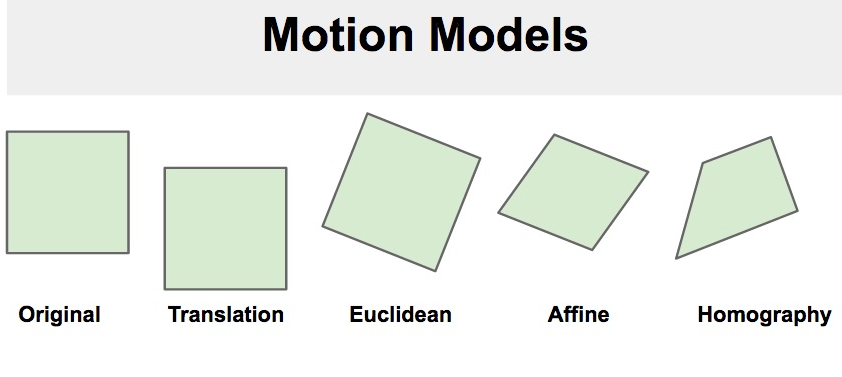 Motion Models
Original
Translation
Euclidean
Affine
Homography